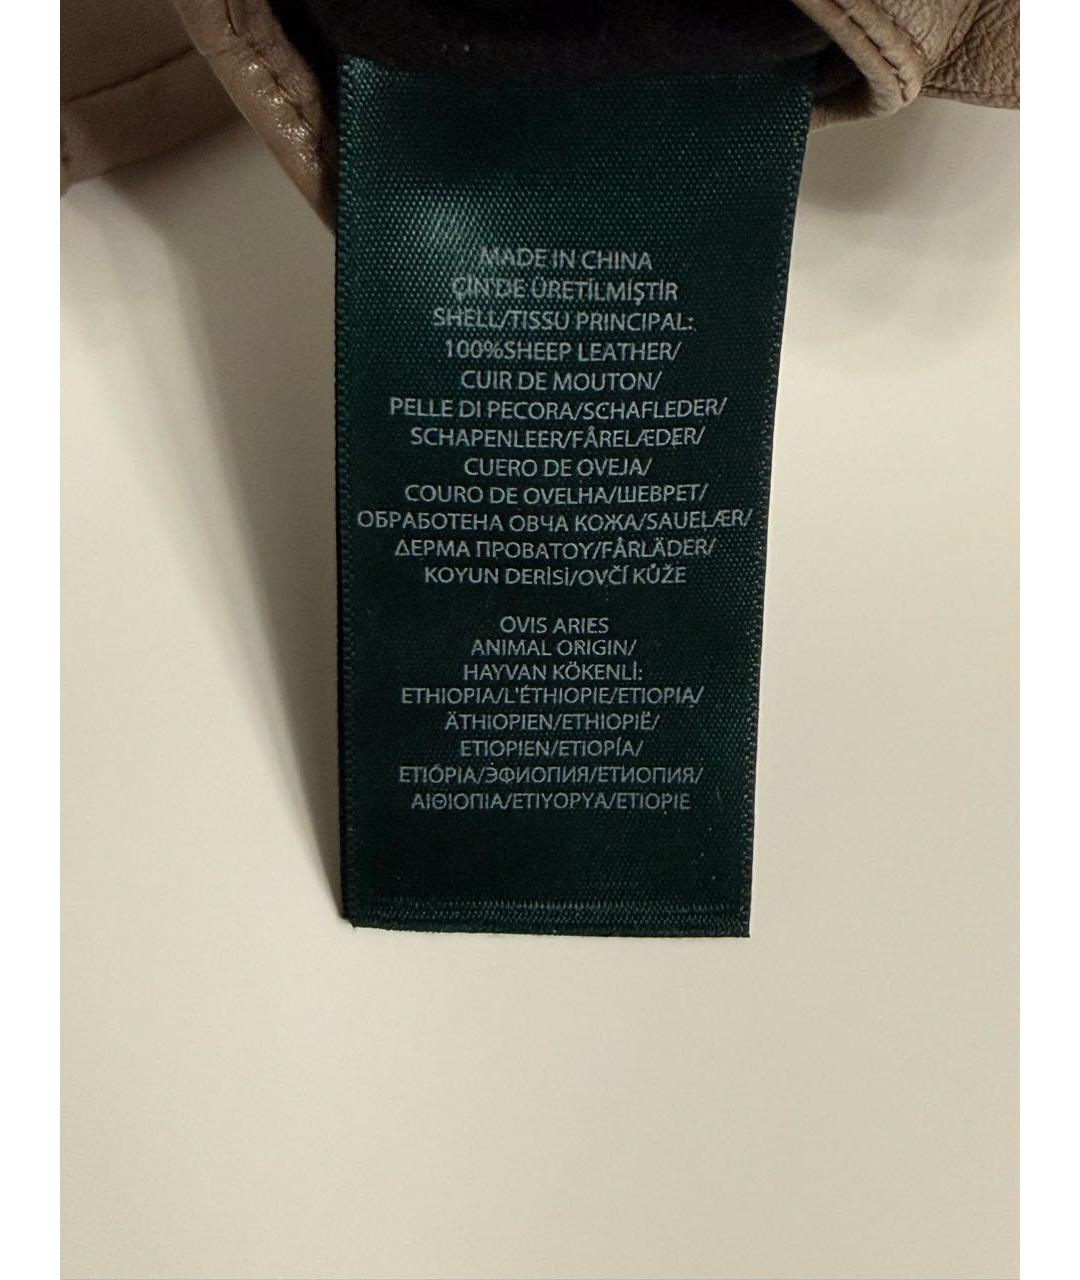 MADE IN CHINA
ÇİN'DE ÜRETİLMİŞTİR
SHELL/TISSU PRINCIPAL:
100%SHEEP LEATHER/
CUIR DE MOUTON/
PELLE DI PECORA/SCHAFLEDER/
SCHAPENLEER/FÅRELÆDER/
CUERO DE OVEJA/
COURO DE OVELHA/ШЕВРЕТ/
ОБРАБОТЕНА ОВЧА КОЖА/SAUELÆR/
ΔΕΡΜΑ ΠΡΟΒΑΤΟΥ/FÅRLÄDER/
KOYUN DERİSİ/OVČÍ KŮŽE
OVIS ARIES
ANIMAL ORIGIN/
HAYVAN KÖKENLİ:
ETHIOPIA/L'ÉTHIOPIE/ETIOPIA/
ÄTHIOPIEN/ETHIOPIË/
ETIOPIEN/ETIOPÍA/
ETIÓPIA/ЭФИОПИЯ/ЕТИОПИЯ/
ΑΙΘΙΟΠΙΑ/ETIYOPYA/ETIOPIE